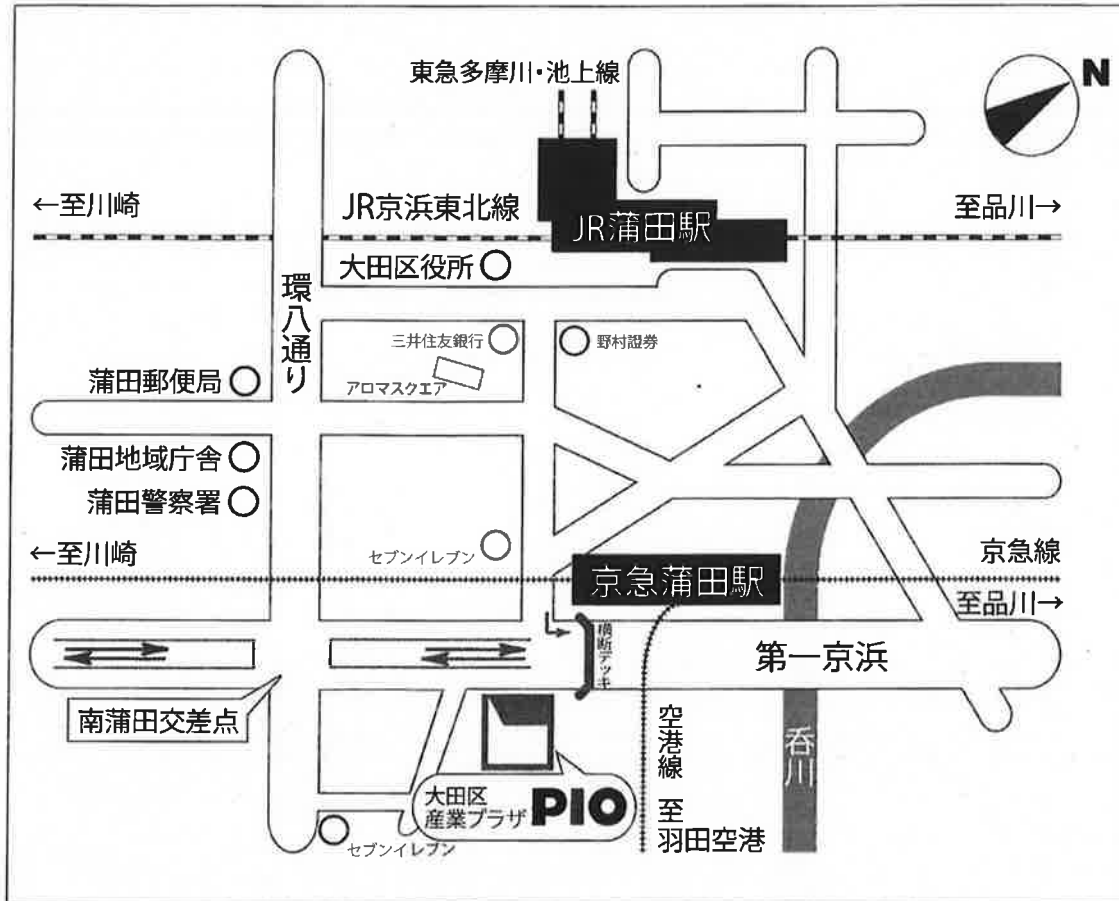 東急多摩川・池上線
N
←至川崎
JR京浜東北線
JR蒲田駅
至品川→
大田区役所
環八通り
三井住友銀行
野村證券
アロマスクエア
蒲田郵便局
蒲田地域庁舎
蒲田警察署
←至川崎
セブンイレブン
京急蒲田駅
京急線
至品川→
横断デッキ
第一京浜
南蒲田交差点
空港線 至
羽田空港
呑川
大田区
産業プラザ PIO
セブンイレブン